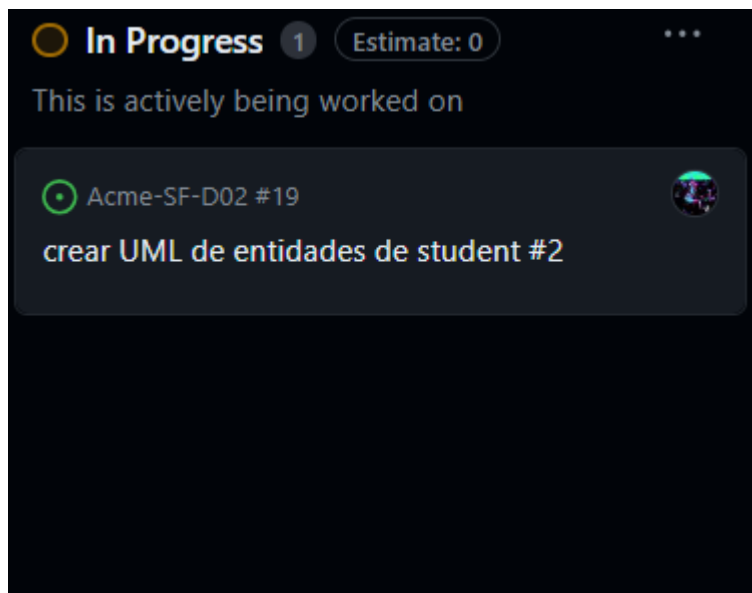 In Progress 1 Estimate: 0 ...
This is actively being worked on
Acme-SF-D02 #19
crear UML de entidades de student #2